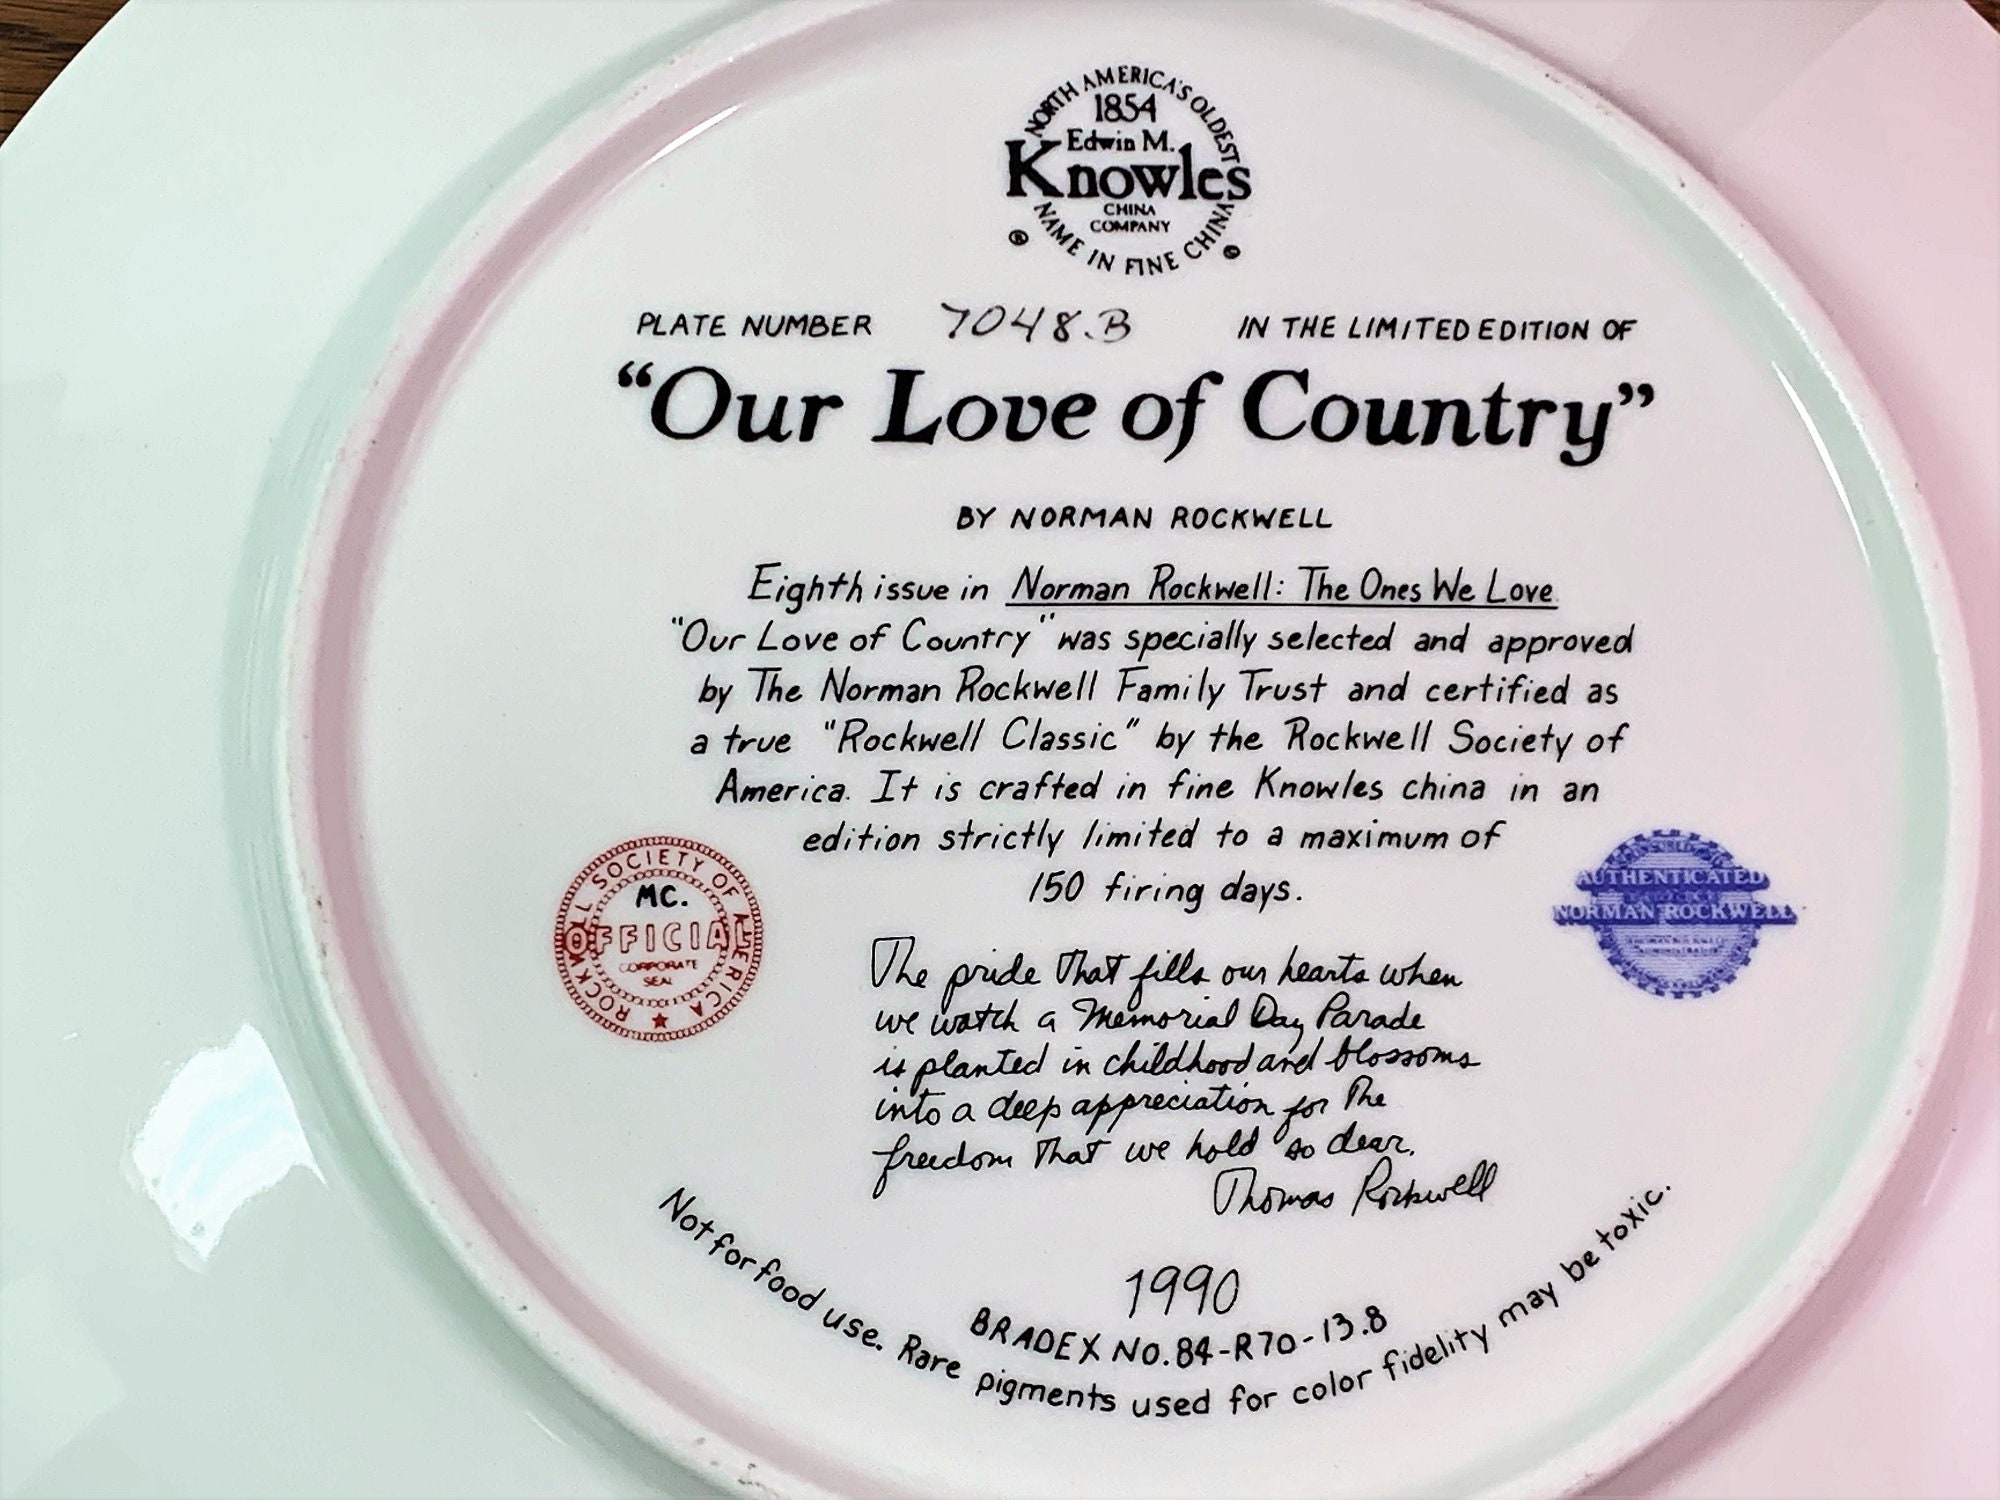 NORTH AMERICA'S OLDEST
1854
Edwin M.
Knowles
CHINA
COMPANY
NAME IN FINE CHINA
® ®
PLATE NUMBER 7048.B IN THE LIMITED EDITION OF
“Our Love of Country”
BY NORMAN ROCKWELL
Eighth issue in Norman Rockwell: The Ones We Love
"Our Love of Country" was specially selected and approved
by The Norman Rockwell Family Trust and certified as
a true "Rockwell Classic" by the Rockwell Society of
America. It is crafted in fine Knowles china in an
edition strictly limited to a maximum of
150 firing days.
ROCKWELL SOCIETY OF AMERICA
MC.
OFFICIAL
CORPORATE
SEAL
AUTHENTICATED
NORMAN ROCKWELL
The pride that fills our hearts when
we watch a Memorial Day Parade
is planted in childhood and blossoms
into a deep appreciation for the
freedom that we hold so dear.
Thomas Rockwell
1990
BRADEX NO. 84-R70-13.8
Not for food use. Rare pigments used for color fidelity may be toxic.